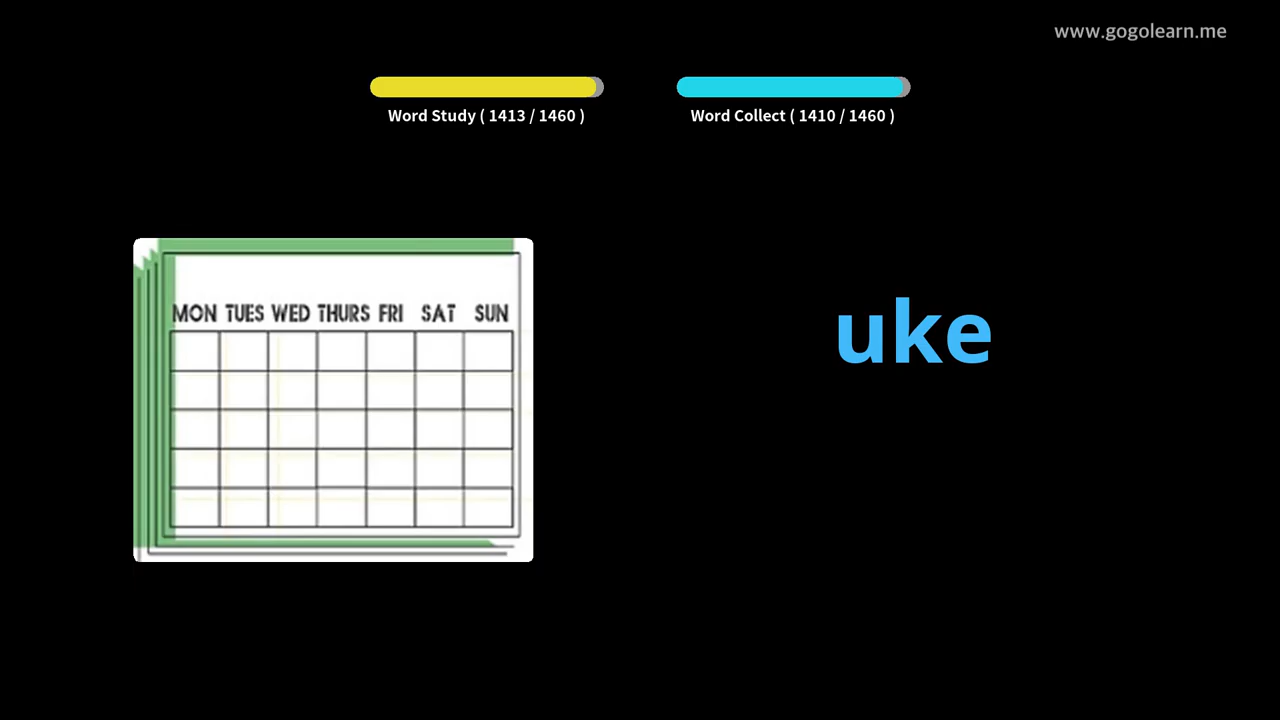 www.gogolearn.me
Word Study ( 1413 / 1460 )
Word Collect ( 1410 / 1460 )
MON TUES WED THURS FRI SAT SUN
uke